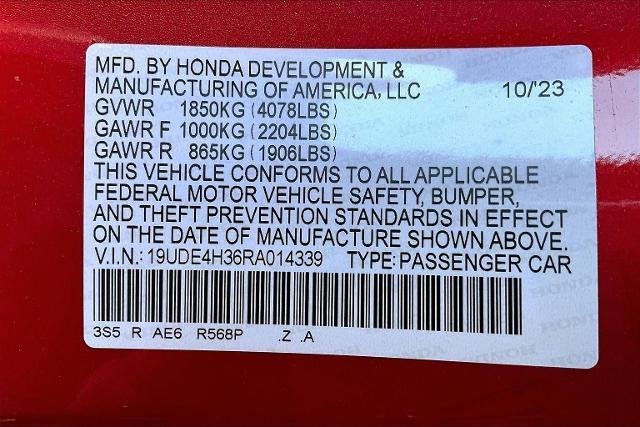 MFD. BY HONDA DEVELOPMENT &
MANUFACTURING OF AMERICA, LLC 10/'23
GVWR 1850KG (4078LBS)
GAWR F 1000KG (2204LBS)
GAWR R 865KG (1906LBS)
THIS VEHICLE CONFORMS TO ALL APPLICABLE
FEDERAL MOTOR VEHICLE SAFETY, BUMPER,
AND THEFT PREVENTION STANDARDS IN EFFECT
ON THE DATE OF MANUFACTURE SHOWN ABOVE.
V.I.N.: 19UDE4H36RA014339 TYPE: PASSENGER CAR
3S5 R AE6 R568P .Z .A